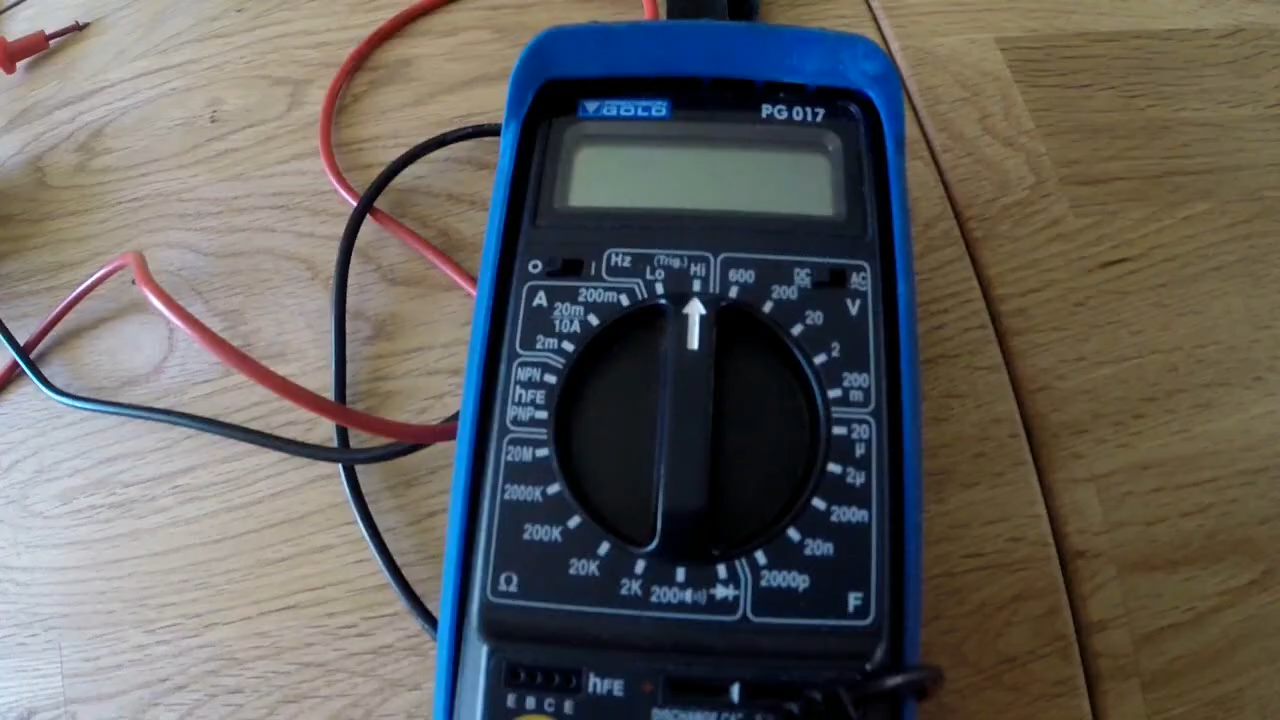 GOLD
PG 017
O I
Hz (Trig.) Lo Hi
600 DC AC
200 V
20
2
200 m
A 200m
20m 10A
2m
NPN
hFE
PNP
20M
2000K
200K
20K
2K
200
Ω
20 µ
2µ
200n
20n
2000p
F
hFE
E B C E